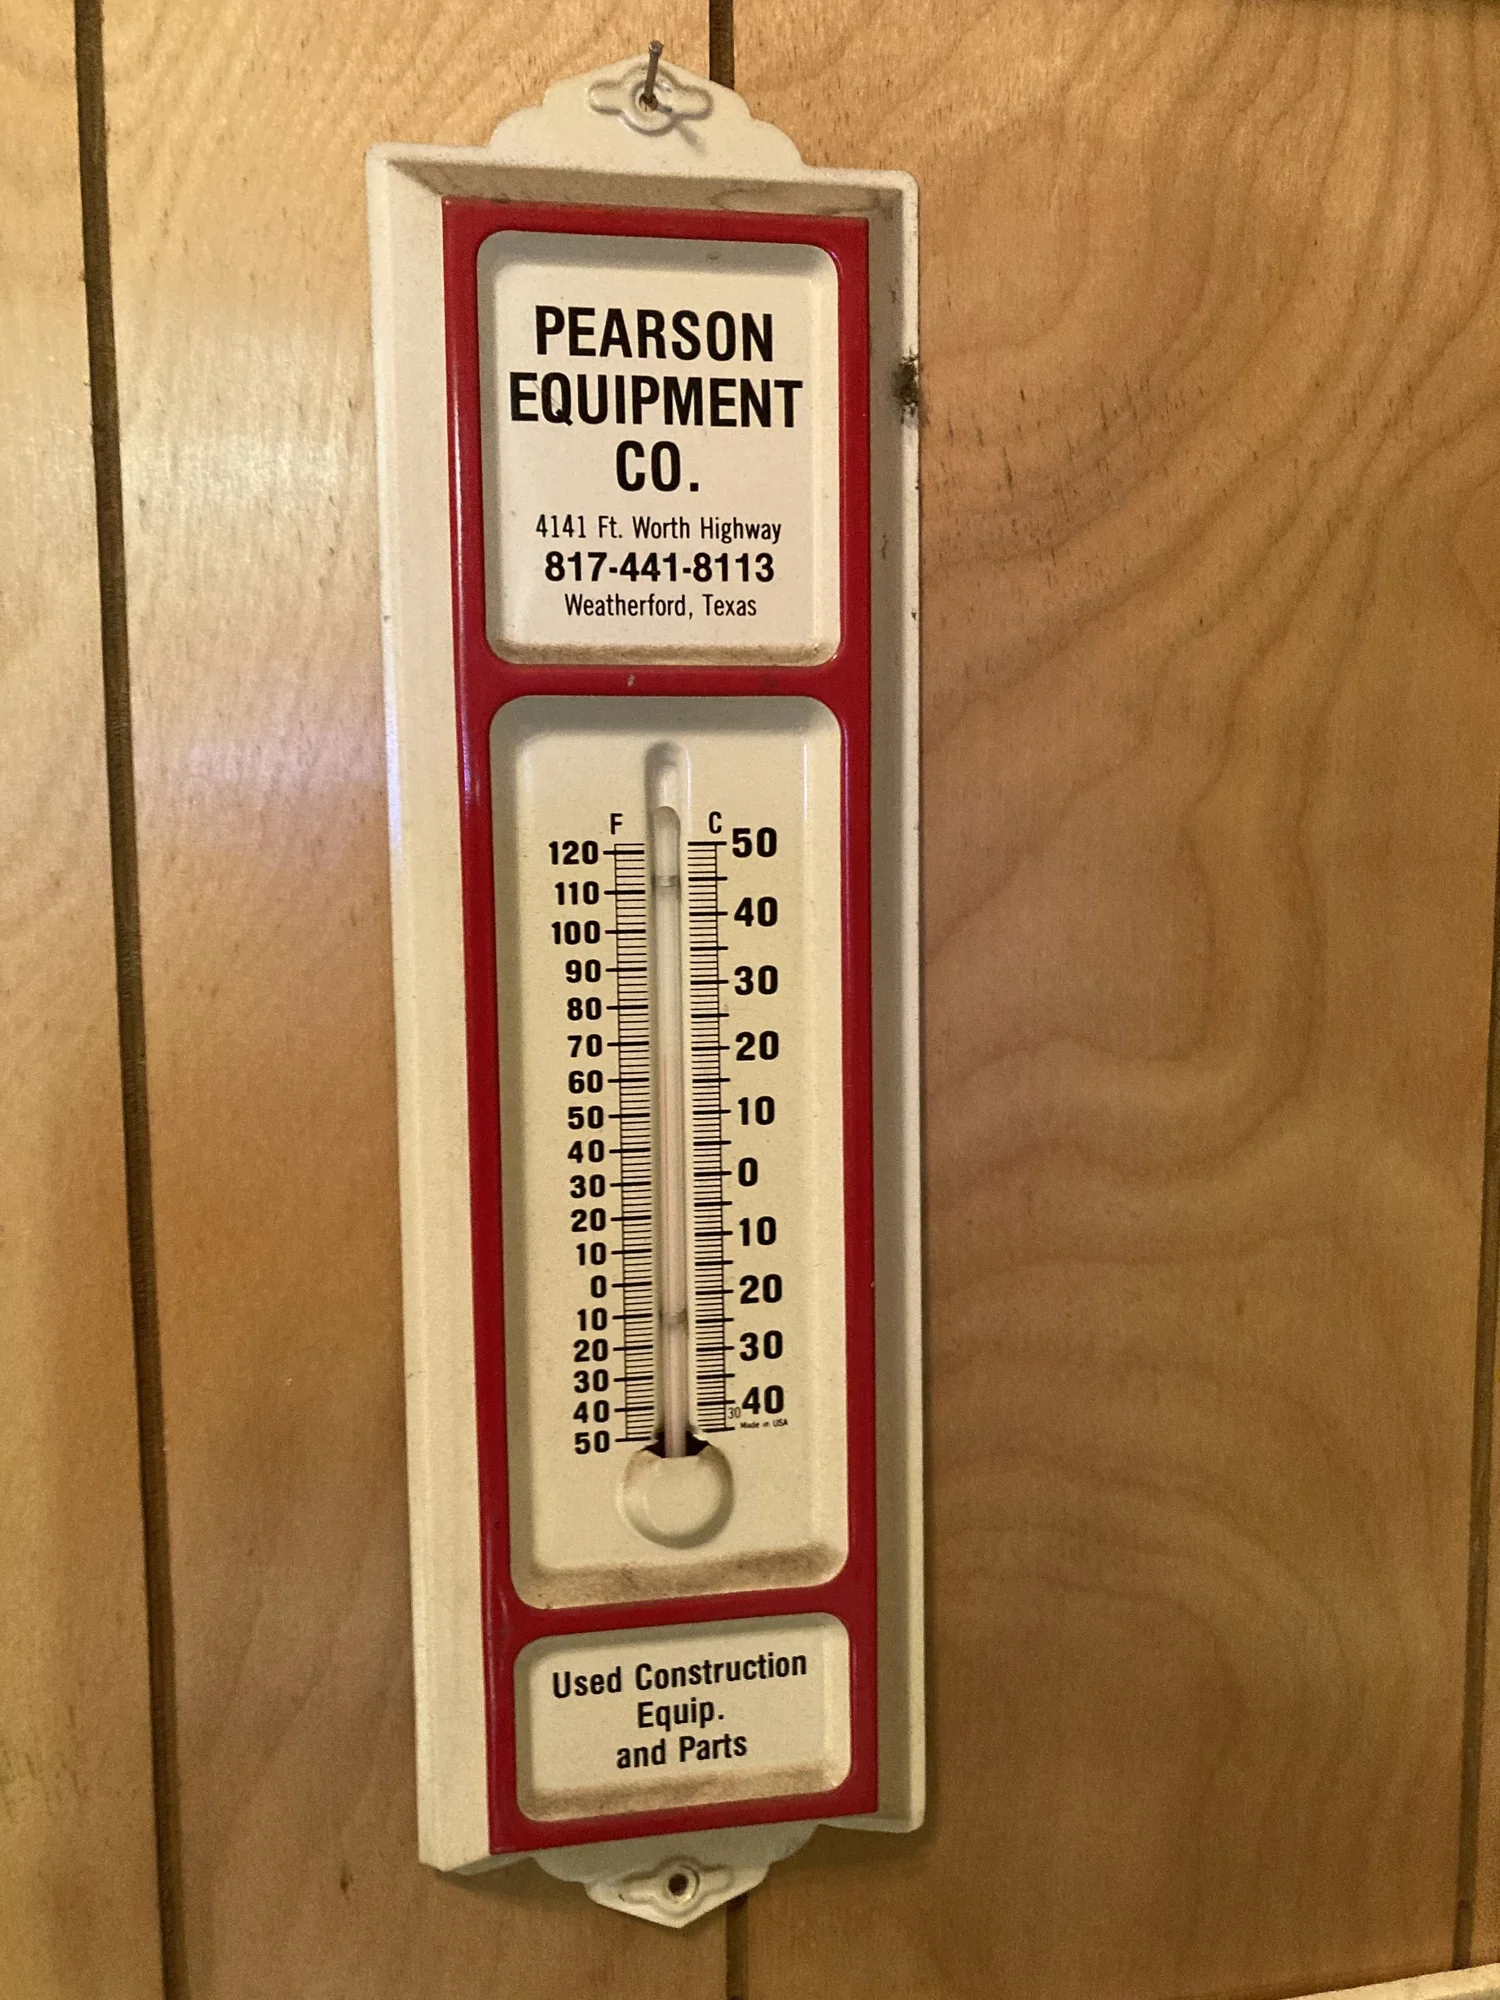 PEARSON
EQUIPMENT
CO.
4141 Ft. Worth Highway
817-441-8113
Weatherford, Texas
F C
120 50
110
100 40
90 30
80
70 20
60
50 10
40
30 0
20
10 10
0 20
10
20 30
30
40 40
30
Made in USA
50
Used Construction
Equip.
and Parts